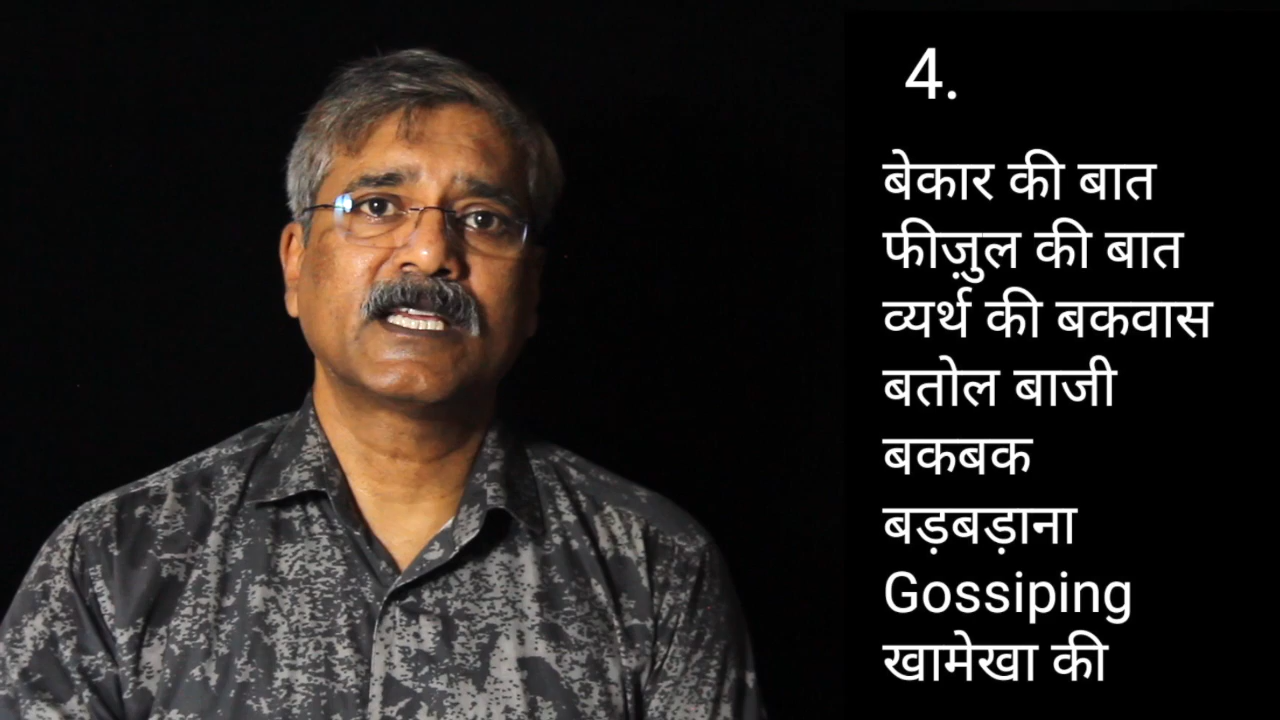 4.
बेकार की बात
फीज़ुल की बात
व्यर्थ की बकवास
बतोल बाजी
बकबक
बड़बड़ाना
Gossiping
खामेखा की